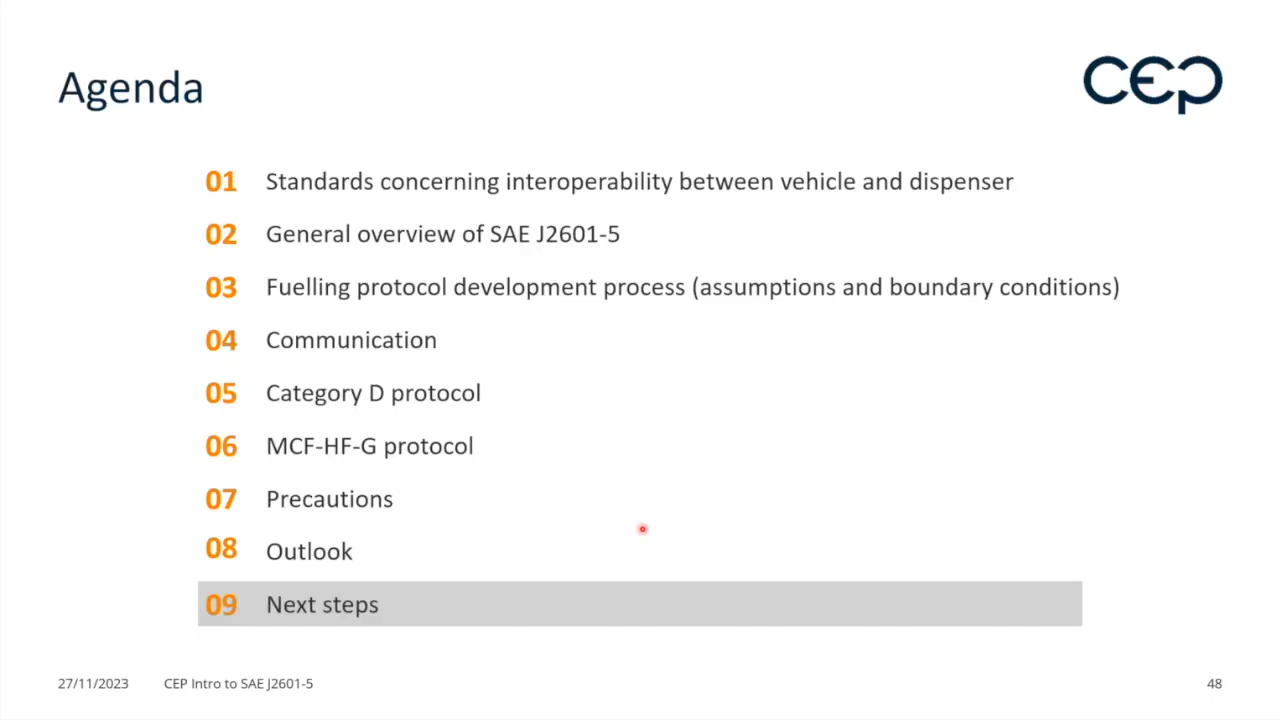 Agenda
CEP
01 Standards concerning interoperability between vehicle and dispenser
02 General overview of SAE J2601-5
03 Fuelling protocol development process (assumptions and boundary conditions)
04 Communication
05 Category D protocol
06 MCF-HF-G protocol
07 Precautions
08 Outlook
09 Next steps
27/11/2023 CEP Intro to SAE J2601-5 48